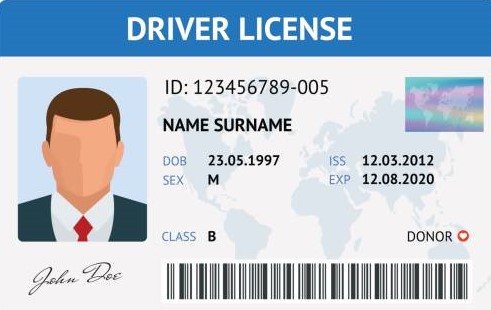 DRIVER LICENSE
ID: 123456789-005
NAME SURNAME
DOB 23.05.1997 ISS 12.03.2012
SEX M EXP 12.08.2020
CLASS B DONOR
John Doe